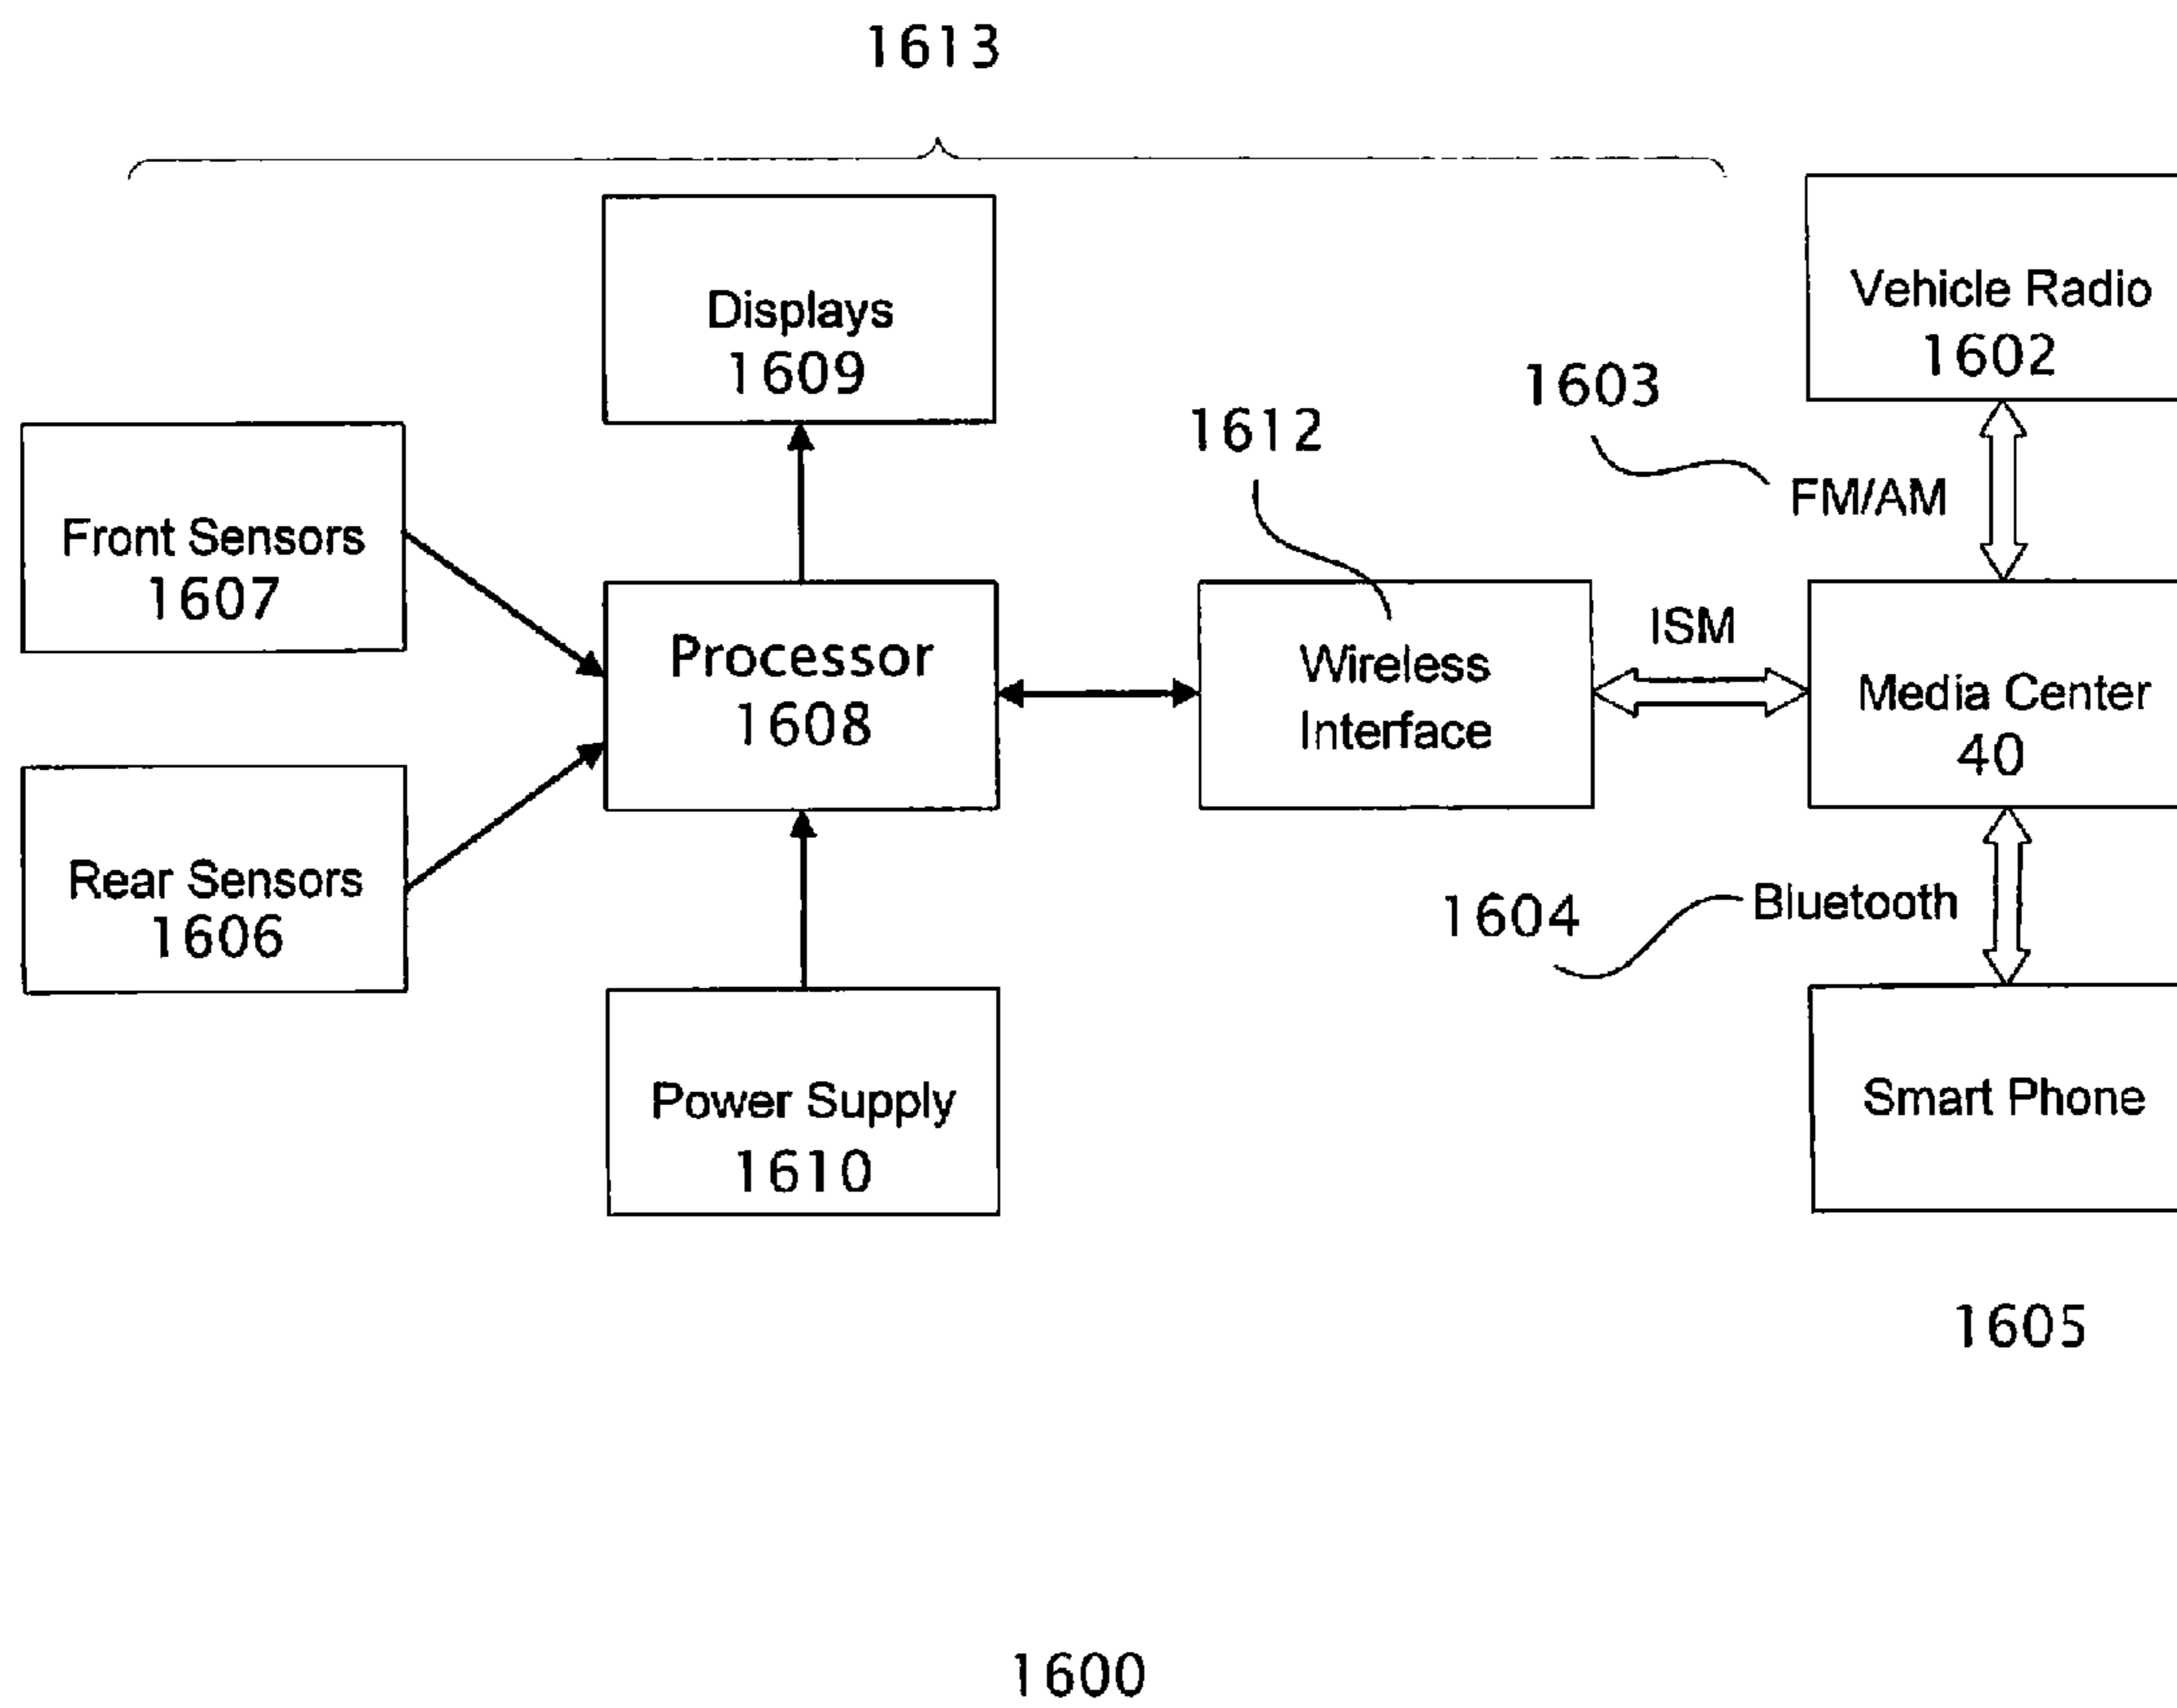 1613
Displays
1609
Vehicle Radio
1602
1603
1612
FM/AM
Front Sensors
1607
ISM
Processor
1608
Wireless
Interface
Media Center
40
Rear Sensors
1606
1604
Bluetooth
Power Supply
1610
Smart Phone
1605
1600